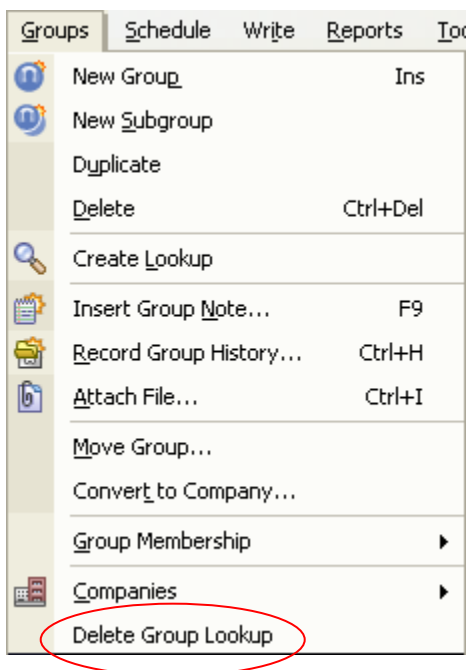 Groups Schedule Write Reports Too
New Group Ins
New Subgroup
Duplicate
Delete Ctrl+Del
Create Lookup
Insert Group Note... F9
Record Group History... Ctrl+H
Attach File... Ctrl+I
Move Group...
Convert to Company...
Group Membership
Companies
Delete Group Lookup